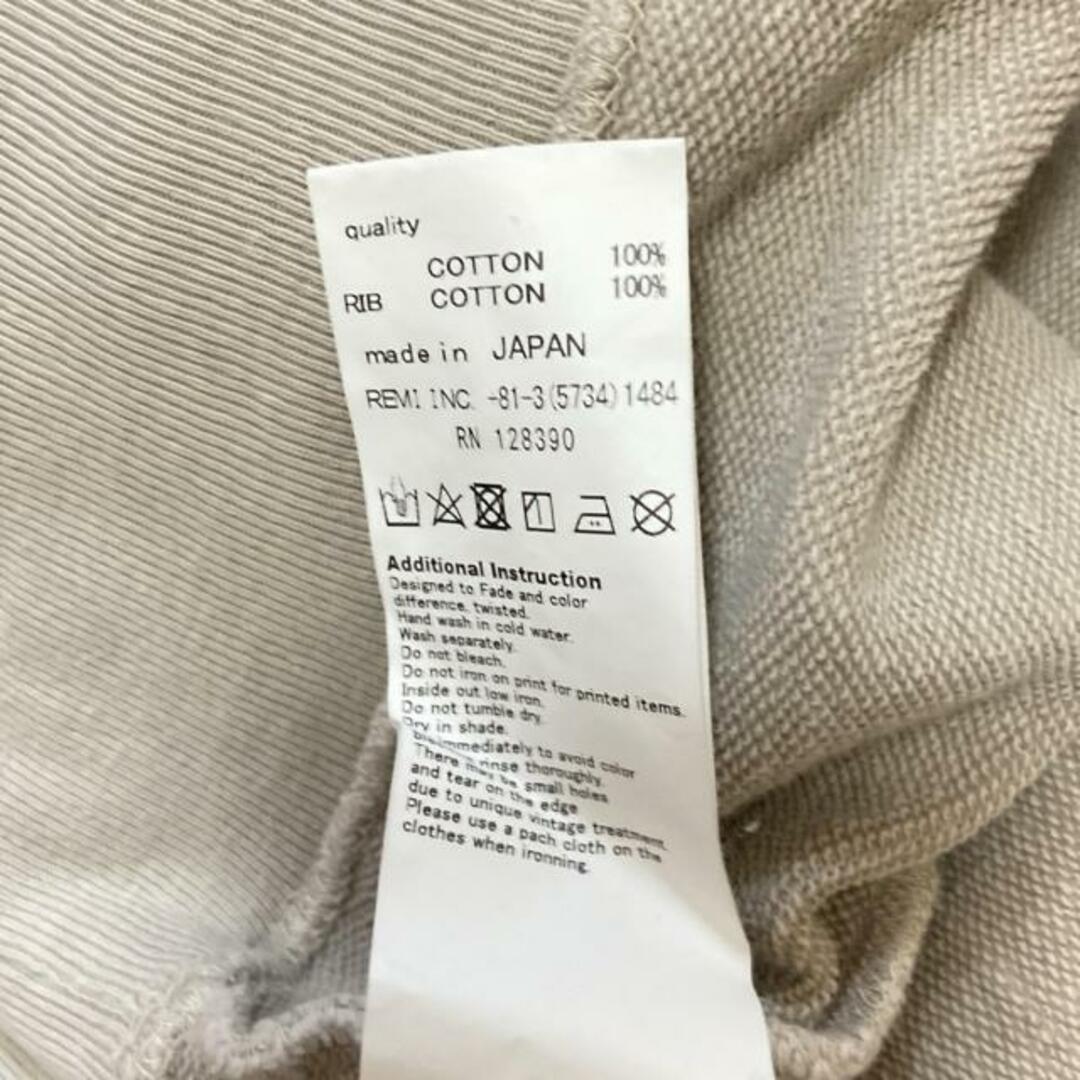 quality
COTTON 100%
RIB COTTON 100%
made in JAPAN
REMI INC. -81-3(5734)1484
RN 128390
Additional Instruction
Designed to Fade and color
difference, twisted.
Hand wash in cold water.
Wash separately.
Do not bleach.
Do not iron on print for printed items.
Inside out low iron.
Do not tumble dry.
Dry in shade.
immediately to avoid color
rinse thoroughly.
There may be small holes
and tear on the edge
due to unique vintage treatment.
Please use a pach cloth on the
clothes when ironning.